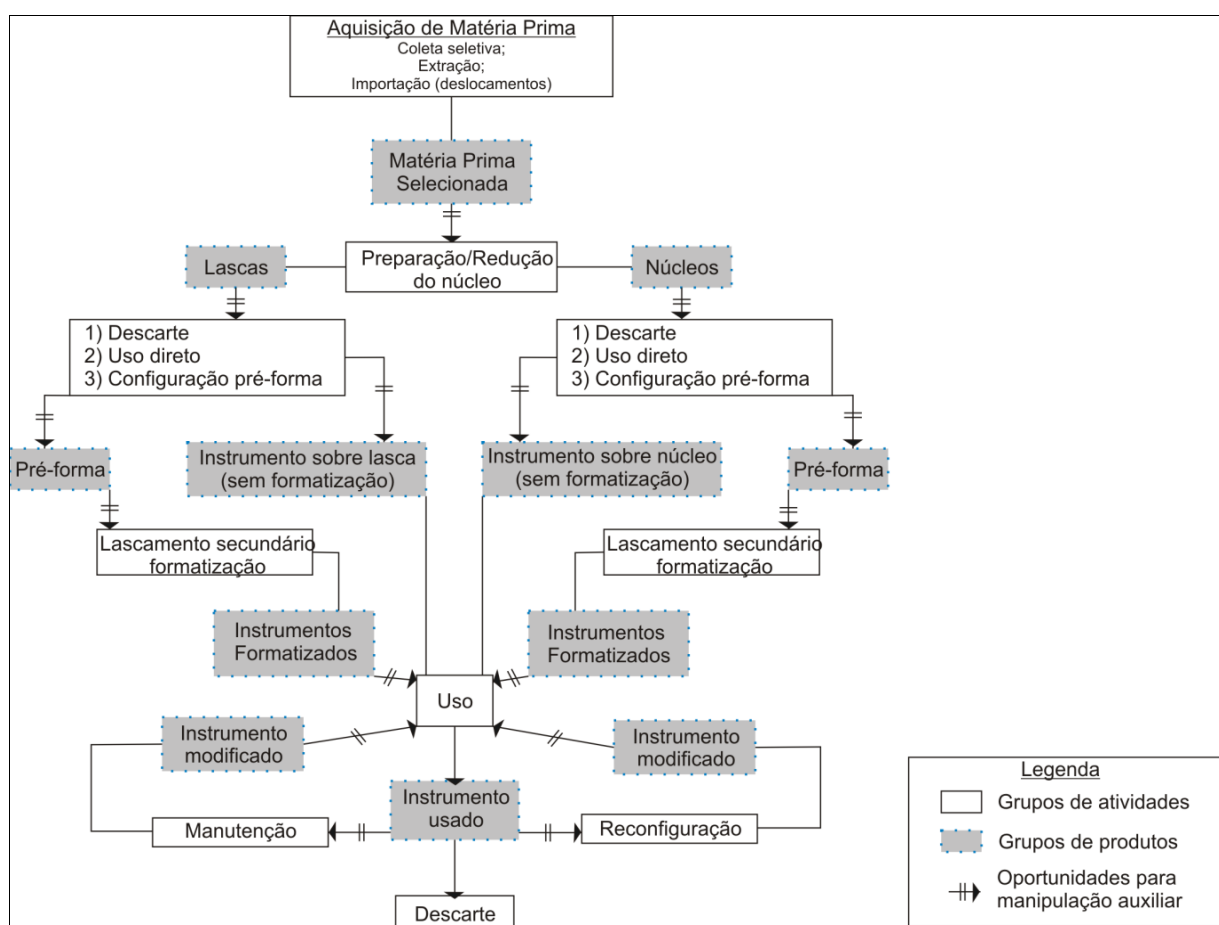 Aquisição de Matéria Prima
Coleta seletiva;
Extração;
Importação (deslocamentos)
Matéria Prima
Selecionada
Lascas
Preparação/Redução
do núcleo
Núcleos
1) Descarte
2) Uso direto
3) Configuração pré-forma
1) Descarte
2) Uso direto
3) Configuração pré-forma
Pré-forma
Instrumento sobre lasca
(sem formatização)
Instrumento sobre núcleo
(sem formatização)
Pré-forma
Lascamento secundário
formatização
Lascamento secundário
formatização
Instrumentos
Formatizados
Instrumentos
Formatizados
Uso
Instrumento
modificado
Instrumento
modificado
Instrumento
usado
Manutenção
Reconfiguração
Descarte
Legenda
Grupos de atividades
Grupos de produtos
Oportunidades para
manipulação auxiliar